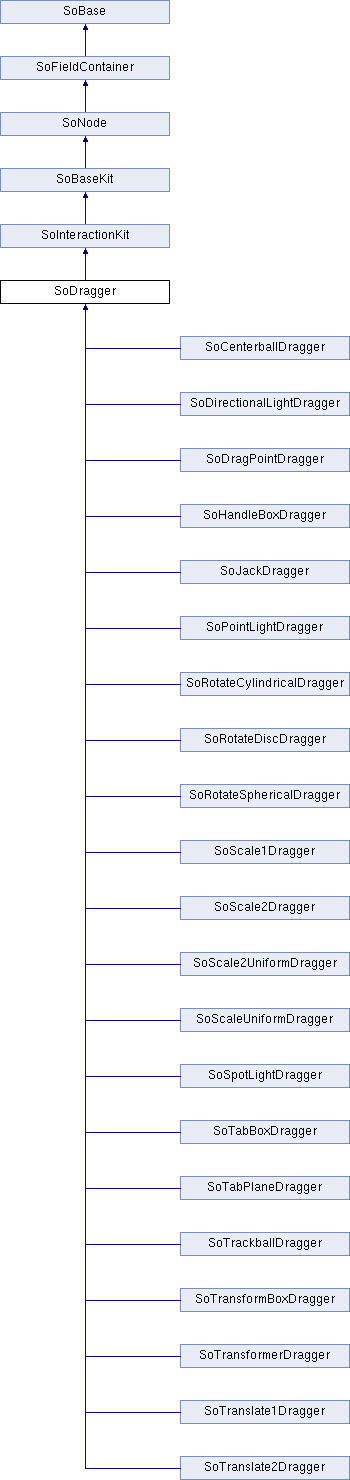 SoBase
SoFieldContainer
SoNode
SoBaseKit
SoInteractionKit
SoDragger
SoCenterballDragger
SoDirectionalLightDragger
SoDragPointDragger
SoHandleBoxDragger
SoJackDragger
SoPointLightDragger
SoRotateCylindricalDragger
SoRotateDiscDragger
SoRotateSphericalDragger
SoScale1Dragger
SoScale2Dragger
SoScale2UniformDragger
SoScaleUniformDragger
SoSpotLightDragger
SoTabBoxDragger
SoTabPlaneDragger
SoTrackballDragger
SoTransformBoxDragger
SoTransformerDragger
SoTranslate1Dragger
SoTranslate2Dragger